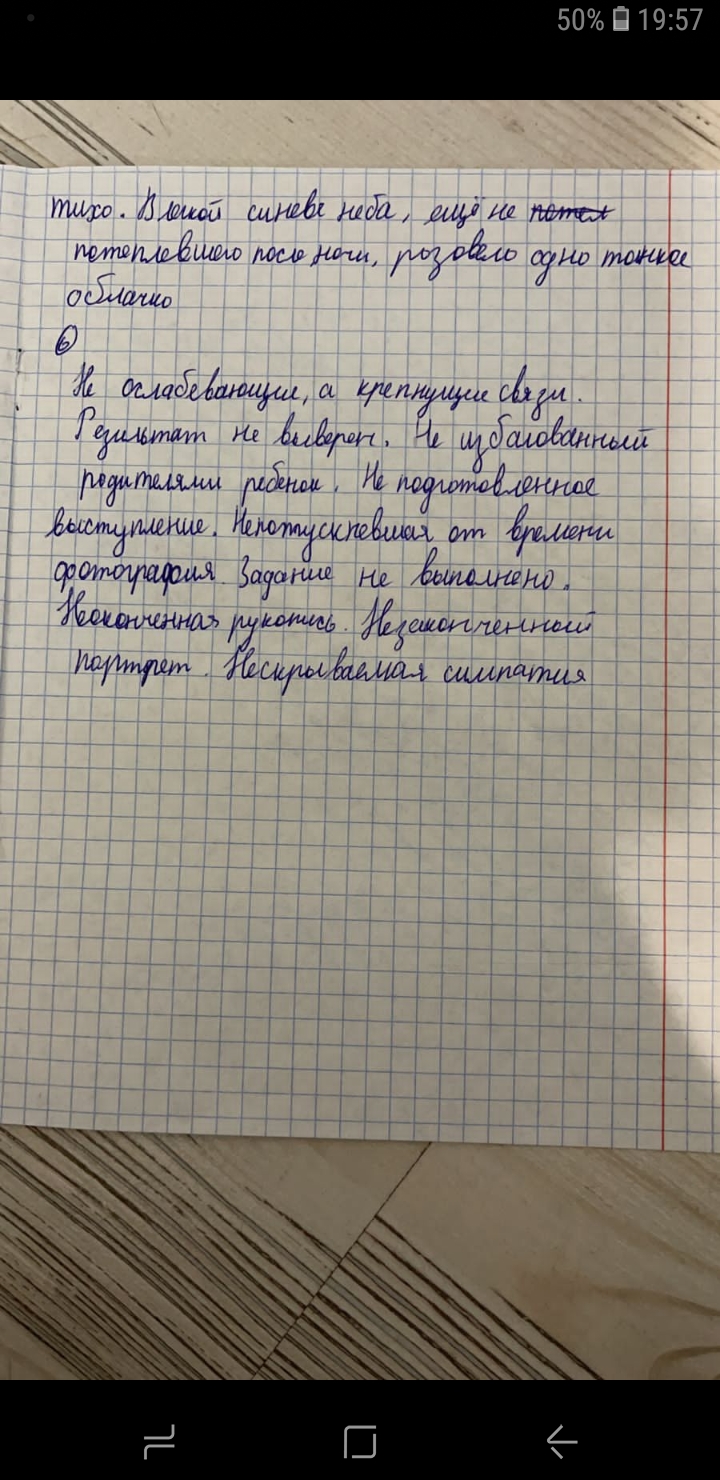 50% 19:57
тихо. В легкой синеве неба, ещё не потел
потеплевшего после ночи, розовело одно тонкое
облачко
6
Не ослабевающие, а крепнущие связи.
Результат не выверен. Не избалованный
родителями ребенок. Не подготовленное
выступление. Непотускневшая от времени
фотография. Задание не выполнено.
Неоконченная рукопись. Незаконченный
портрет. Нескрываемая симпатия